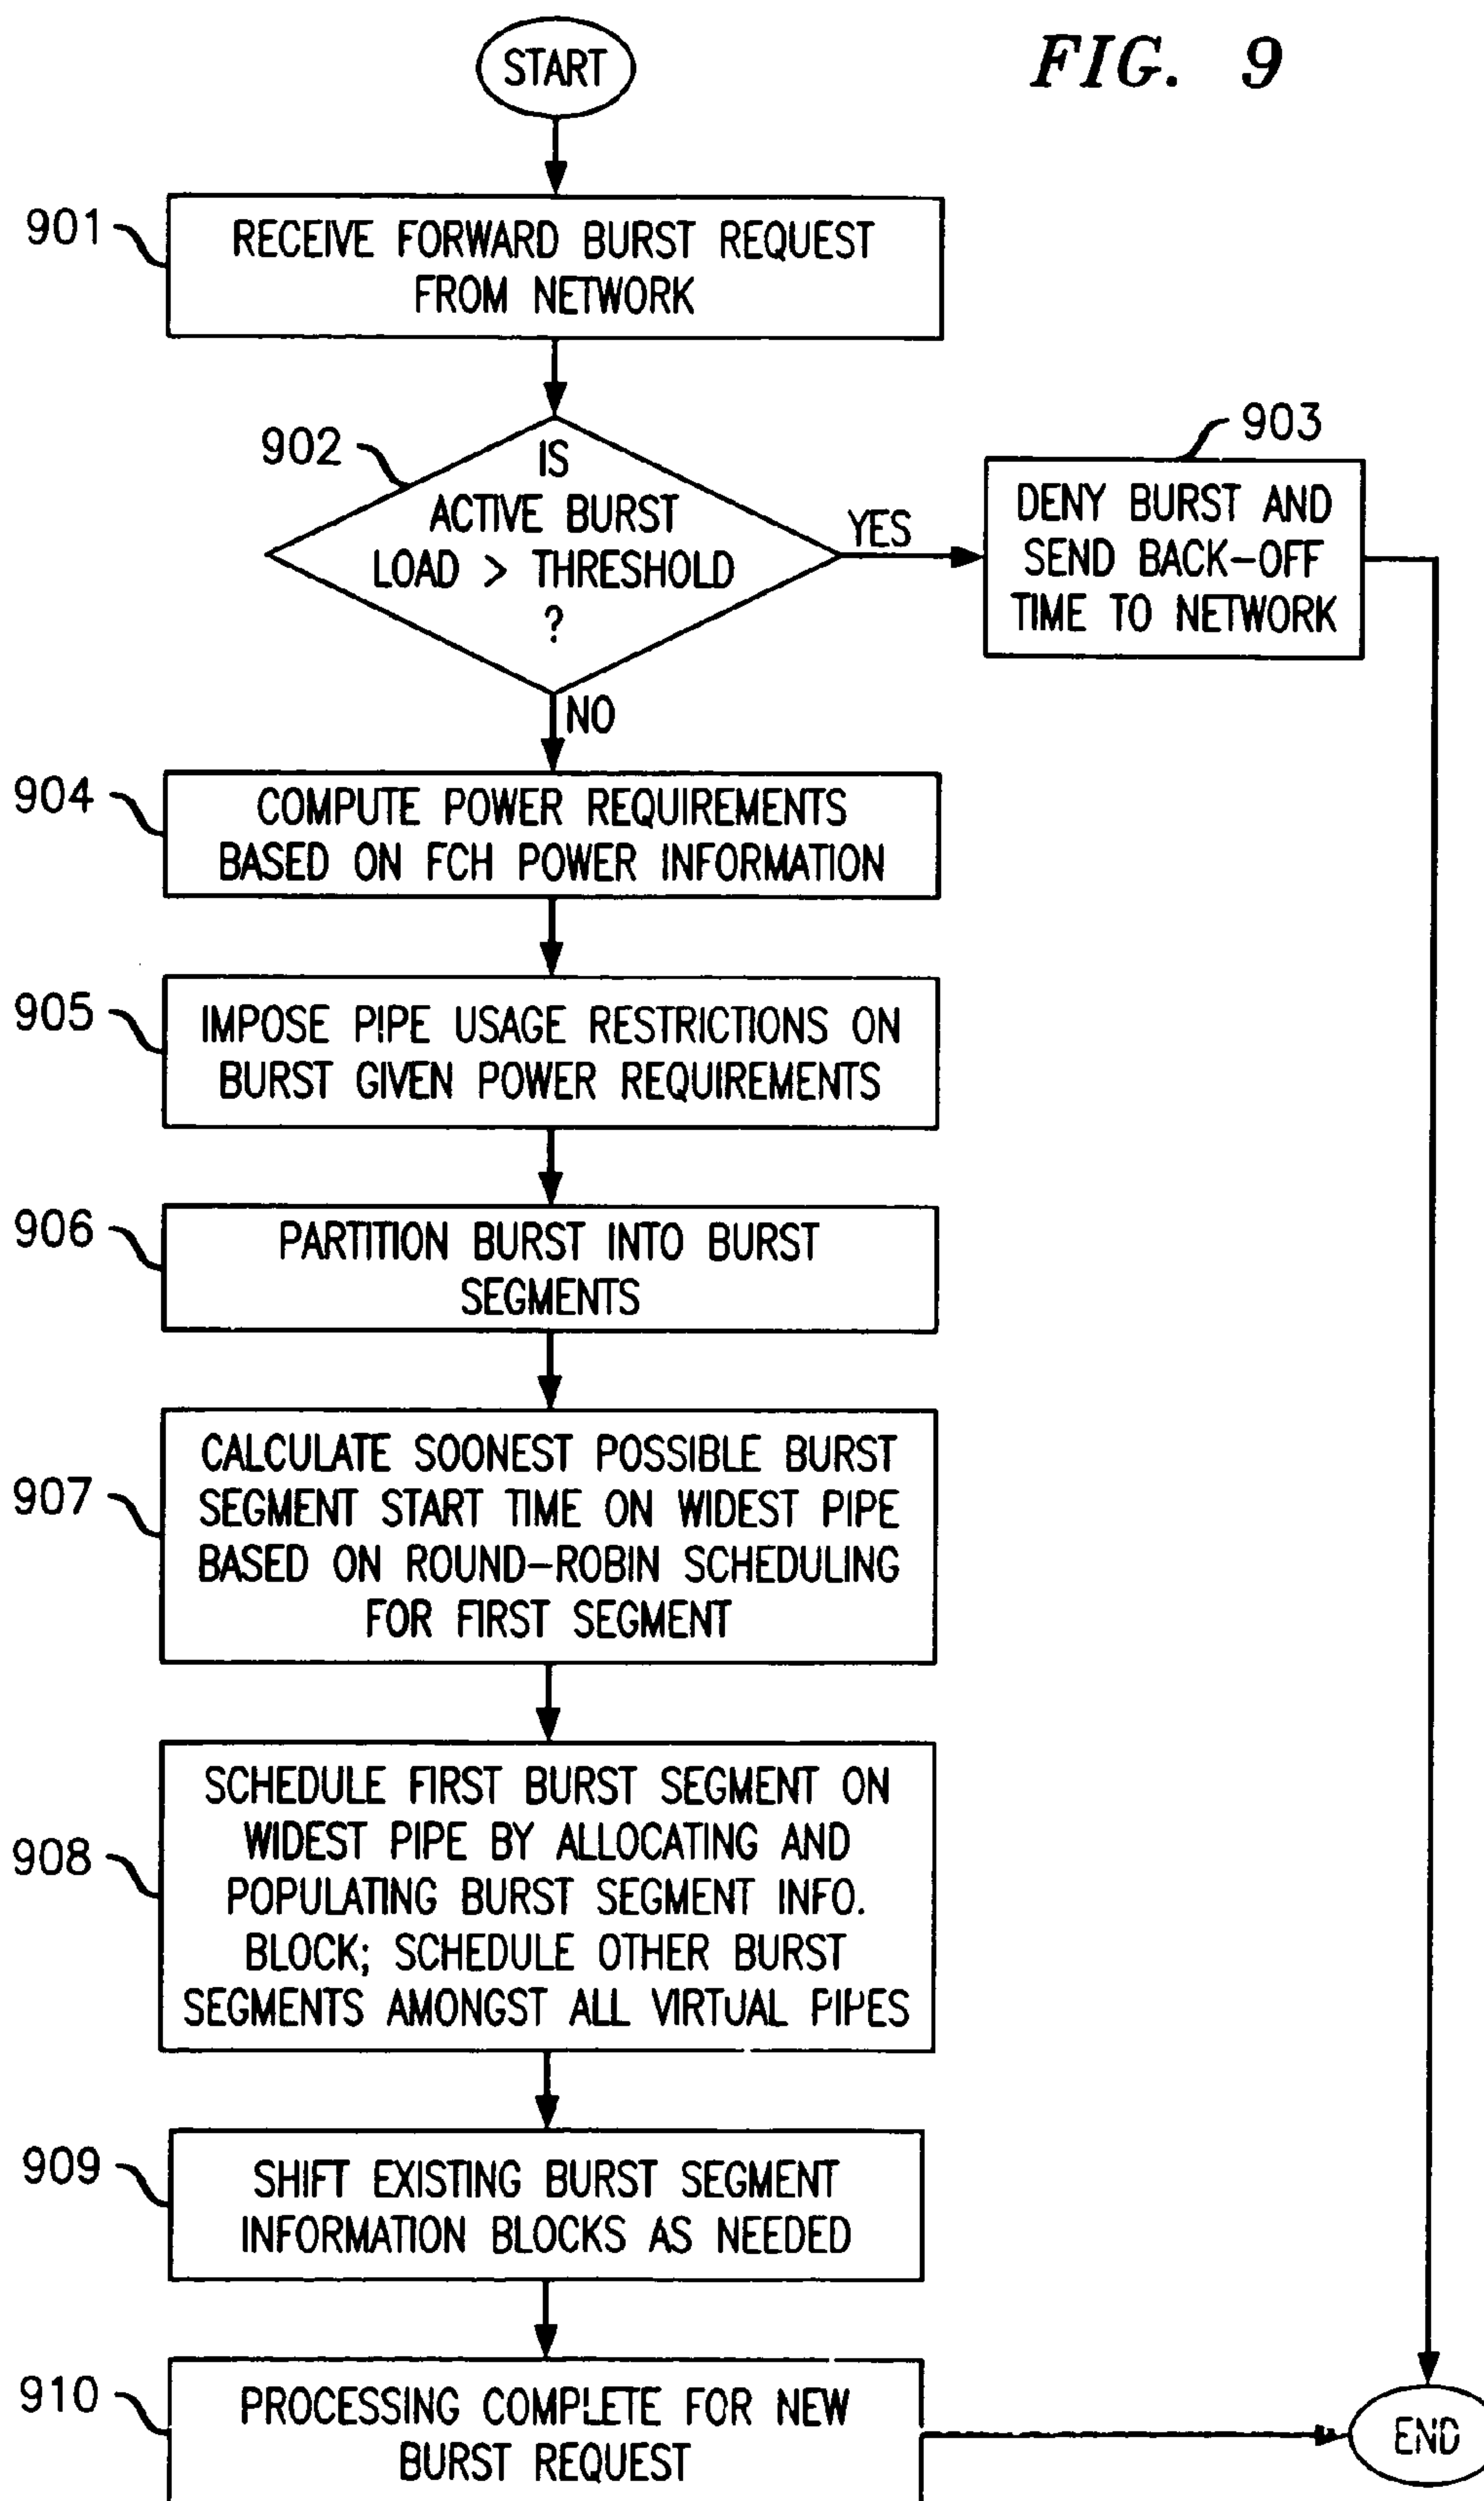 START
FIG. 9
901
RECEIVE FORWARD BURST REQUEST
FROM NETWORK
902
IS
ACTIVE BURST
LOAD > THRESHOLD
?
YES
903
DENY BURST AND
SEND BACK-OFF
TIME TO NETWORK
NO
904
COMPUTE POWER REQUIREMENTS
BASED ON FCH POWER INFORMATION
905
IMPOSE PIPE USAGE RESTRICTIONS ON
BURST GIVEN POWER REQUIREMENTS
906
PARTITION BURST INTO BURST
SEGMENTS
907
CALCULATE SOONEST POSSIBLE BURST
SEGMENT START TIME ON WIDEST PIPE
BASED ON ROUND-ROBIN SCHEDULING
FOR FIRST SEGMENT
908
SCHEDULE FIRST BURST SEGMENT ON
WIDEST PIPE BY ALLOCATING AND
POPULATING BURST SEGMENT INFO.
BLOCK; SCHEDULE OTHER BURST
SEGMENTS AMONGST ALL VIRTUAL PIPES
909
SHIFT EXISTING BURST SEGMENT
INFORMATION BLOCKS AS NEEDED
910
PROCESSING COMPLETE FOR NEW
BURST REQUEST
END